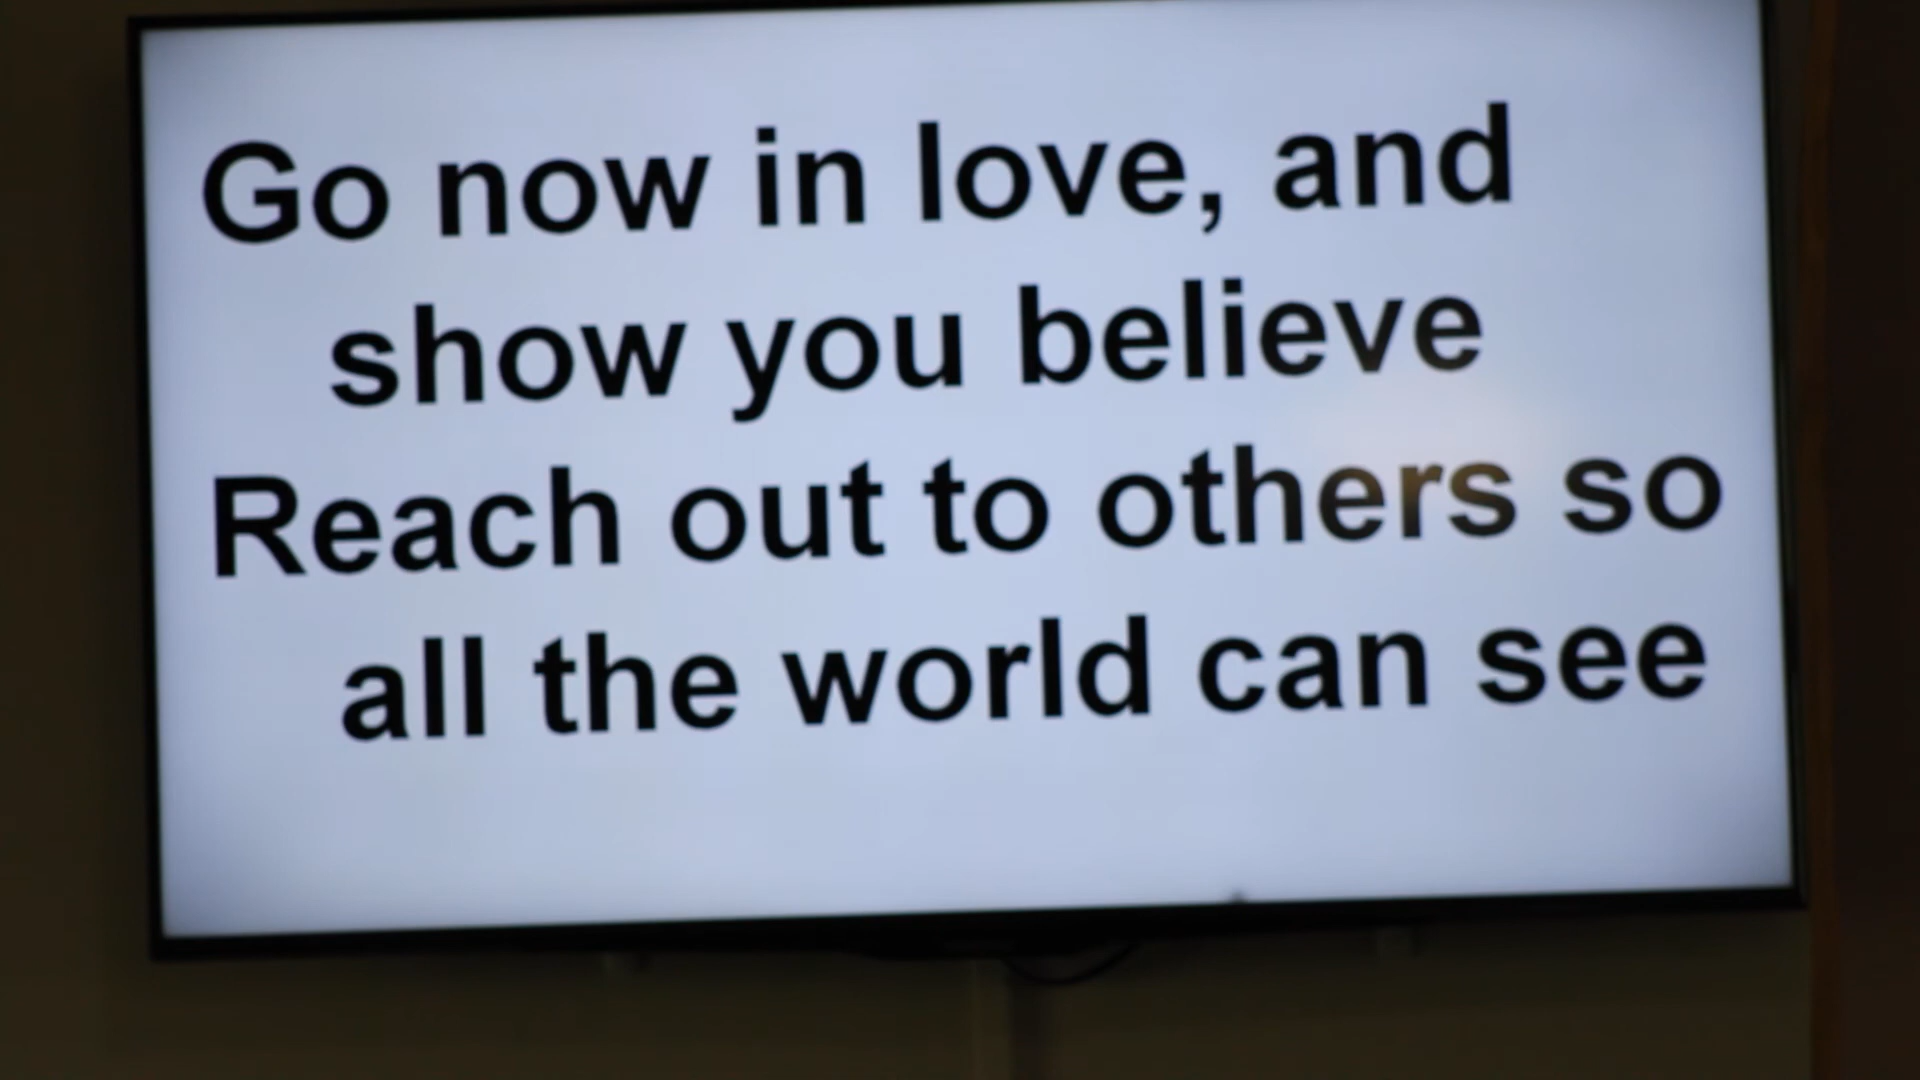 Go now in love, and
show you believe
Reach out to others so
all the world can see